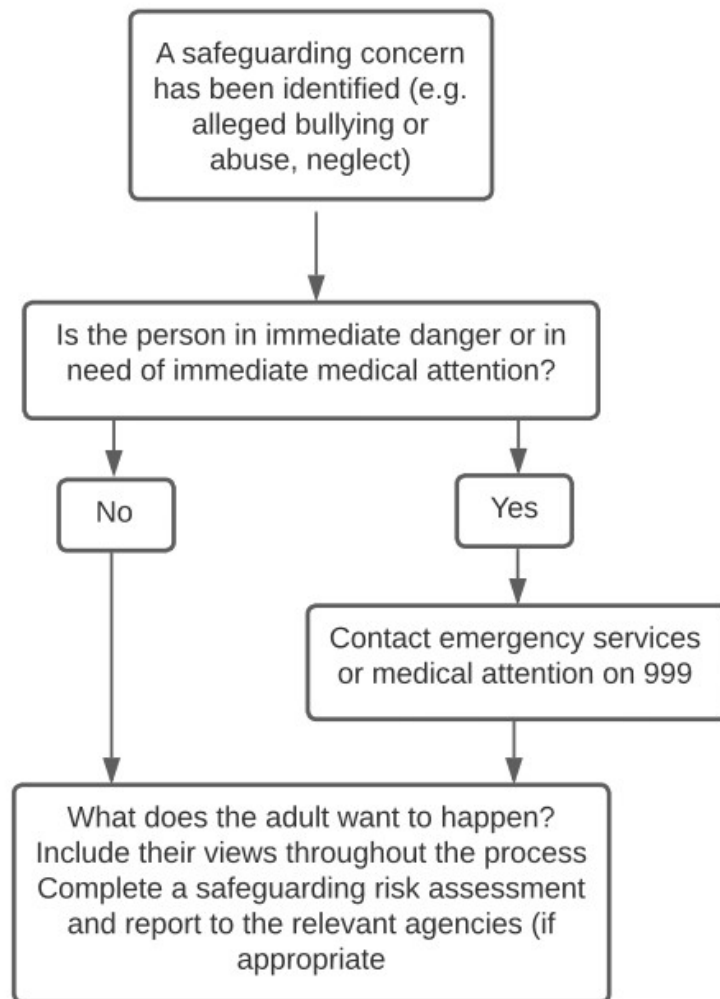 A safeguarding concern
has been identified (e.g.
alleged bullying or
abuse, neglect)
Is the person in immediate danger or in
need of immediate medical attention?
No
Yes
Contact emergency services
or medical attention on 999
What does the adult want to happen?
Include their views throughout the process
Complete a safeguarding risk assessment
and report to the relevant agencies (if
appropriate